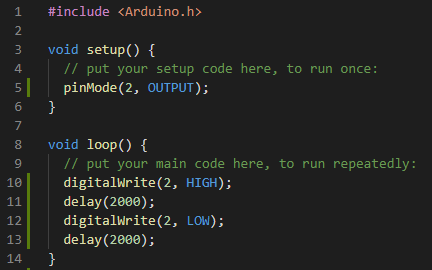 1 #include <Arduino.h>
2
3 void setup() {
4 // put your setup code here, to run once:
5 pinMode(2, OUTPUT);
6 }
7
8 void loop() {
9 // put your main code here, to run repeatedly:
10 digitalWrite(2, HIGH);
11 delay(2000);
12 digitalWrite(2, LOW);
13 delay(2000);
14 }